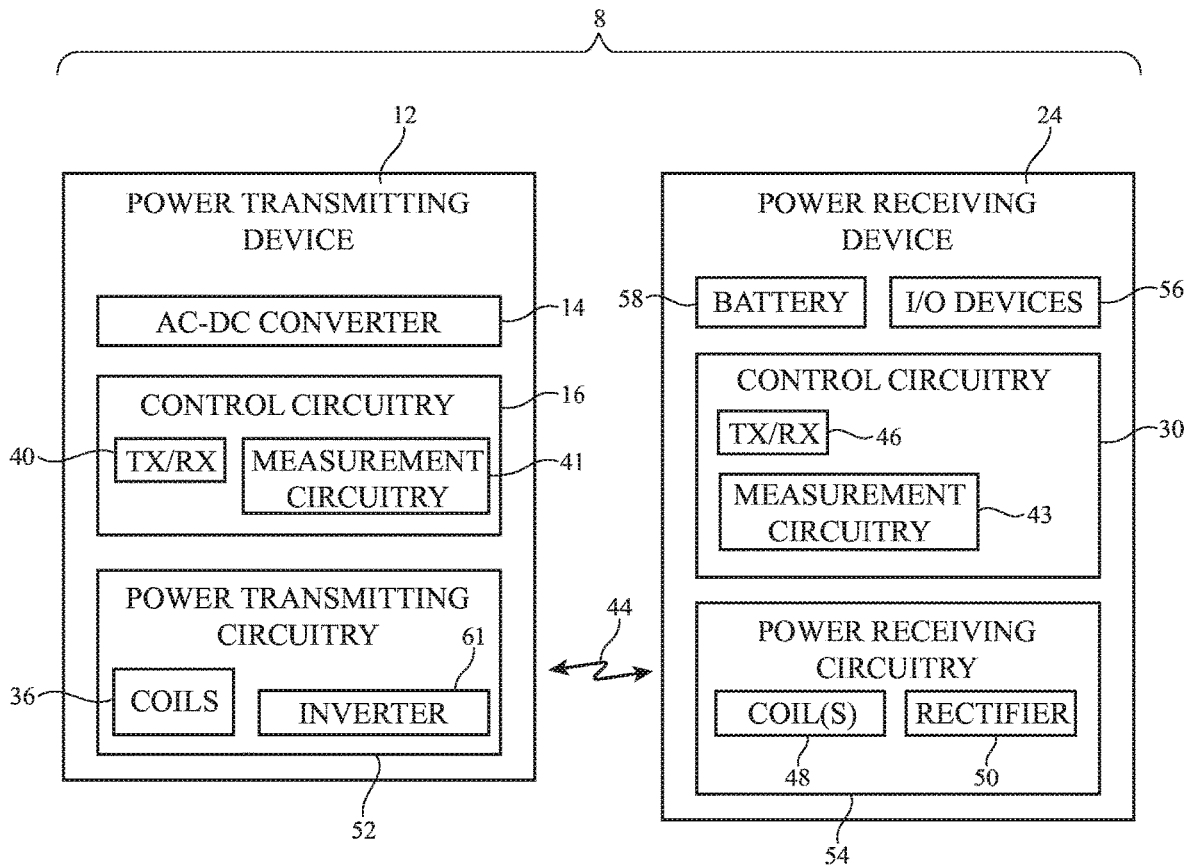 8
12
24
POWER TRANSMITTING
DEVICE
AC-DC CONVERTER
14
CONTROL CIRCUITRY
16
40
TX/RX
MEASUREMENT
CIRCUITRY
41
POWER TRANSMITTING
CIRCUITRY
61
36
COILS
INVERTER
52
44
POWER RECEIVING
DEVICE
58
BATTERY
I/O DEVICES
56
CONTROL CIRCUITRY
TX/RX
46
30
MEASUREMENT
CIRCUITRY
43
POWER RECEIVING
CIRCUITRY
COIL(S)
RECTIFIER
48
50
54